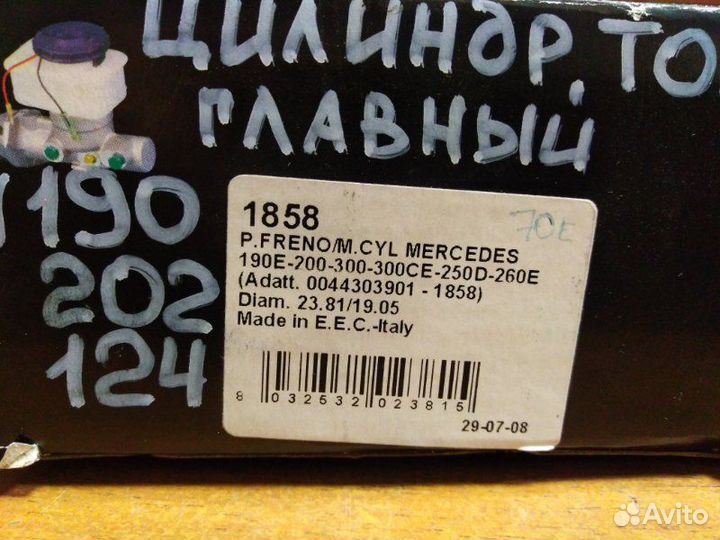 ЦИЛИНДР. ТО
ГЛАВНЫЙ
190
202
124
1858
70E
P.FRENO/M.CYL MERCEDES
190E-200-300-300CE-250D-260E
(Adatt. 0044303901 - 1858)
Diam. 23.81/19.05
Made in E.E.C.-Italy
8 032532 023815
29-07-08
Avito